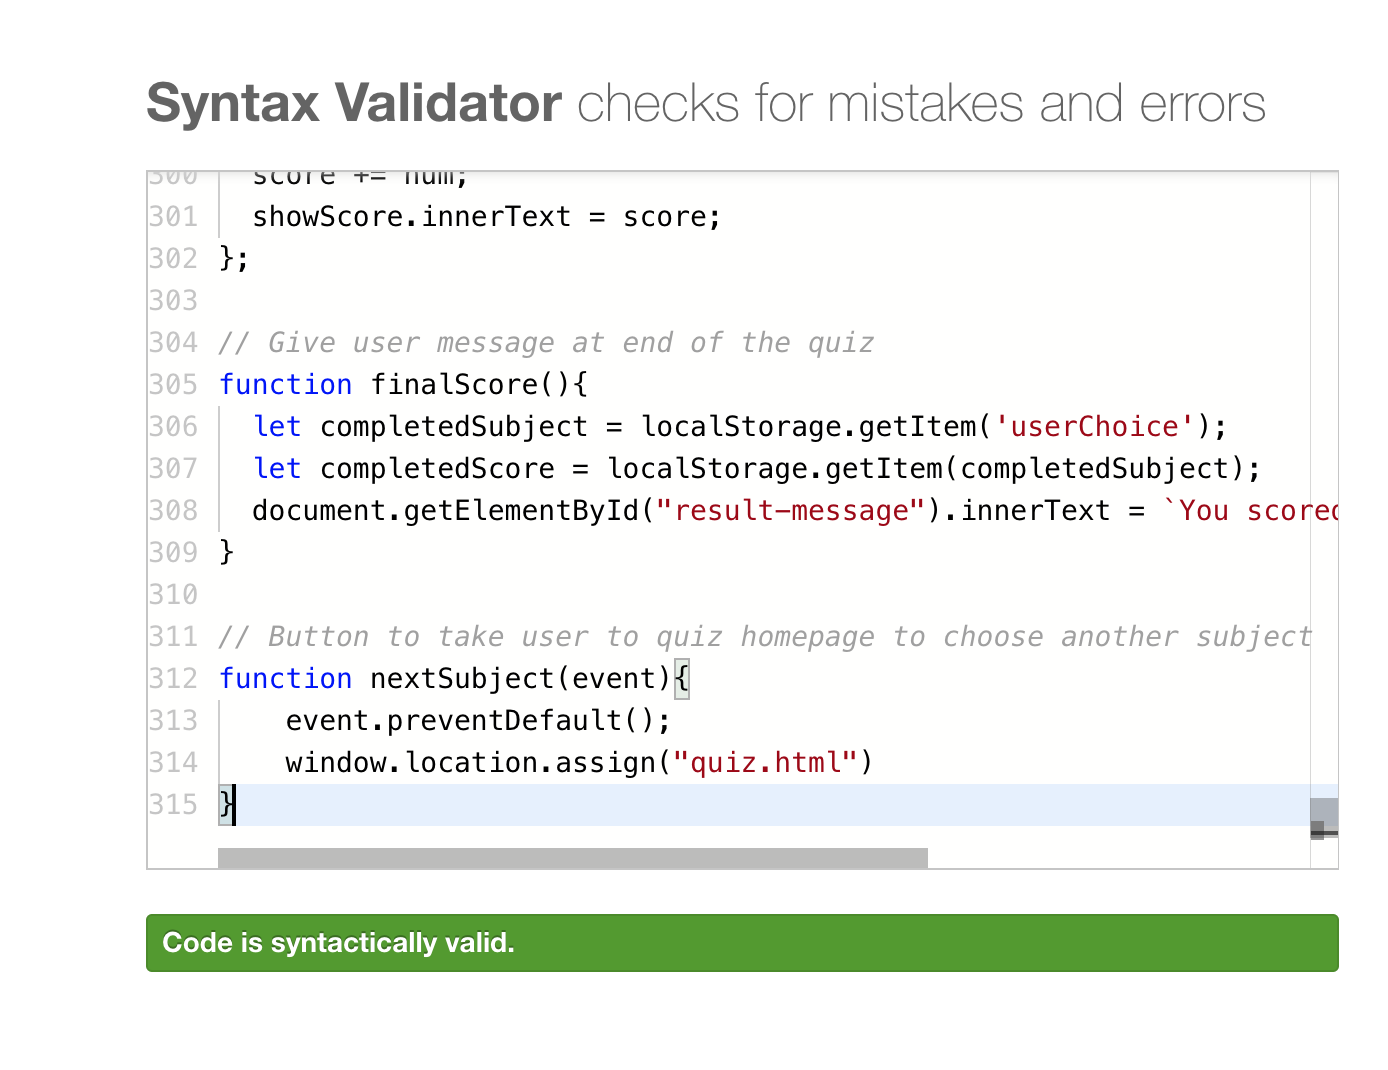 Syntax Validator checks for mistakes and errors
300 score += num;
301 showScore.innerText = score;
302 };
303
304 // Give user message at end of the quiz
305 function finalScore(){
306 let completedSubject = localStorage.getItem('userChoice');
307 let completedScore = localStorage.getItem(completedSubject);
308 document.getElementById("result-message").innerText = `You scored
309 }
310
311 // Button to take user to quiz homepage to choose another subject
312 function nextSubject(event){
313 event.preventDefault();
314 window.location.assign("quiz.html")
315 }
Code is syntactically valid.